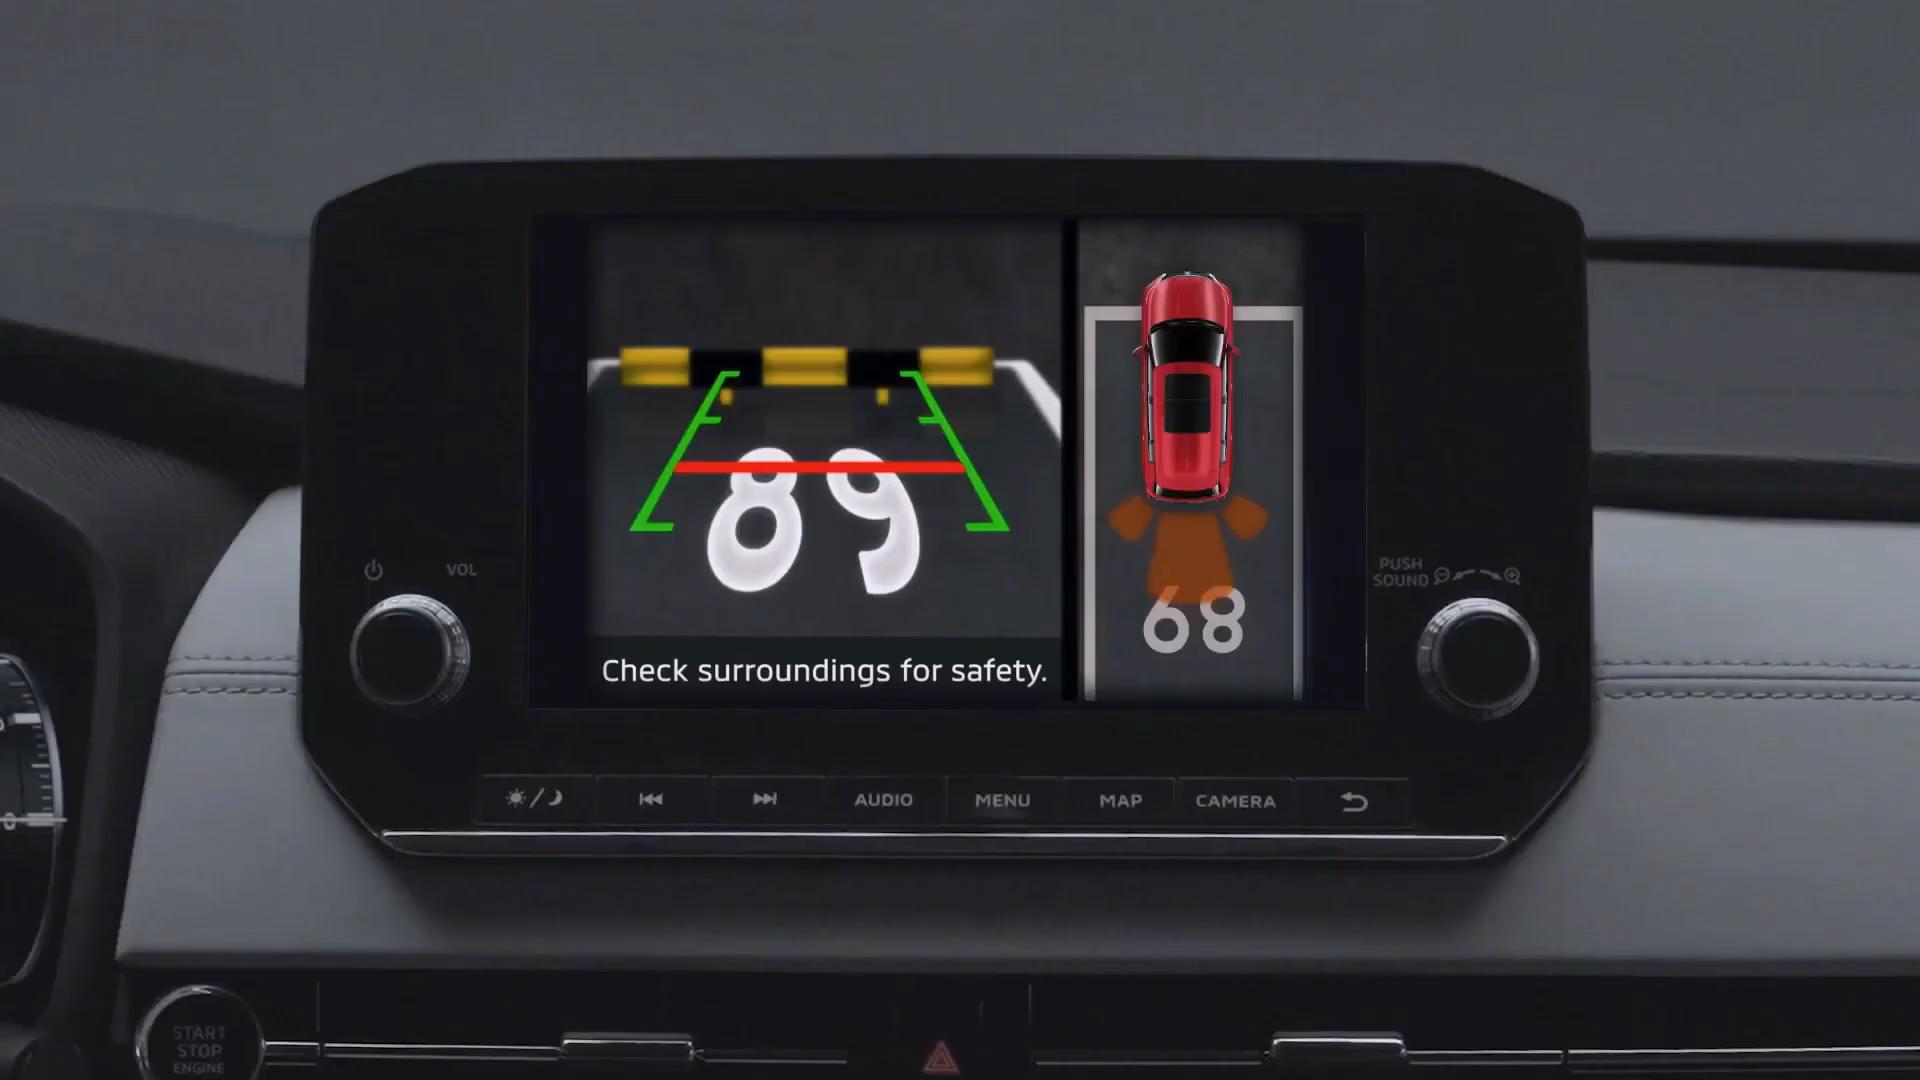 89
68
Check surroundings for safety.
VOL
PUSH
SOUND
AUDIO
MENU
MAP
CAMERA
START
STOP
ENGINE